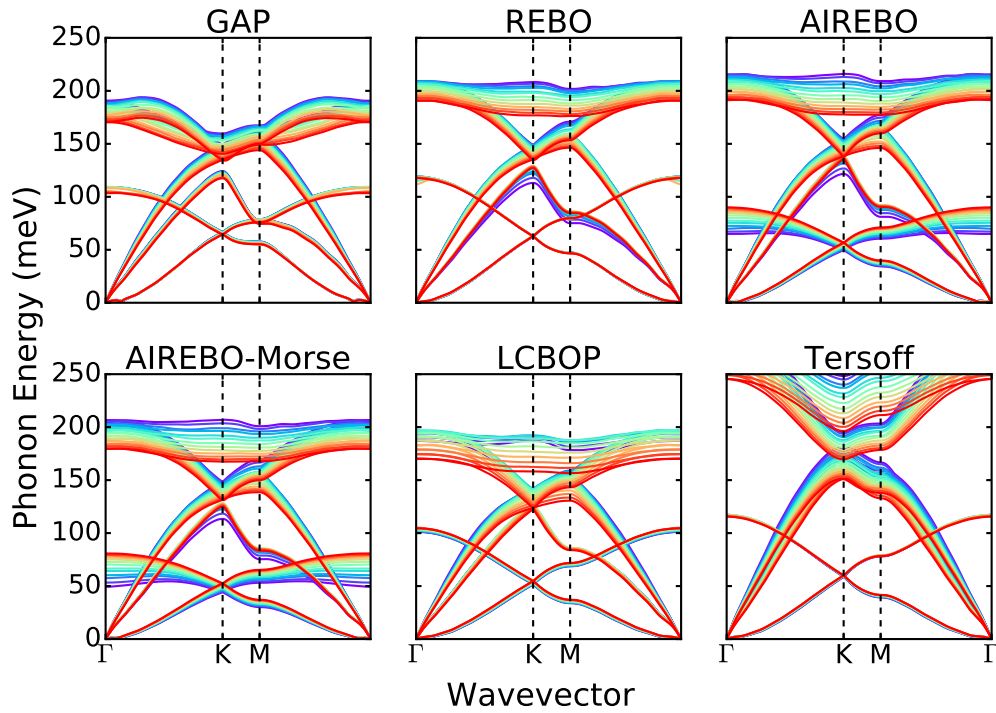 GAP REBO AIREBO
250
200
150
100
50
0
AIREBO-Morse LCBOP Tersoff
250
200
150
100
50
0
Γ K M Γ K M Γ K M Γ
Phonon Energy (meV)
Wavevector